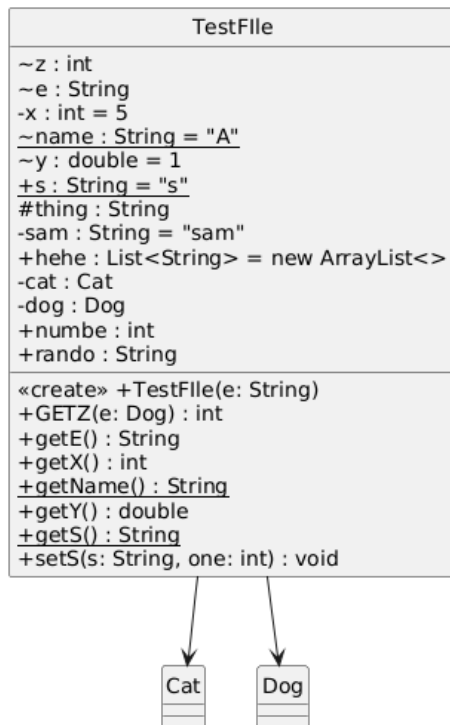 TestFIle
~z : int
~e : String
-x : int = 5
~name : String = "A"
~y : double = 1
+s : String = "s"
#thing : String
-sam : String = "sam"
+hehe : List<String> = new ArrayList<>
-cat : Cat
-dog : Dog
+numbe : int
+rando : String
«create» +TestFIle(e: String)
+GETZ(e: Dog) : int
+getE() : String
+getX() : int
+getName() : String
+getY() : double
+getS() : String
+setS(s: String, one: int) : void
Cat
Dog